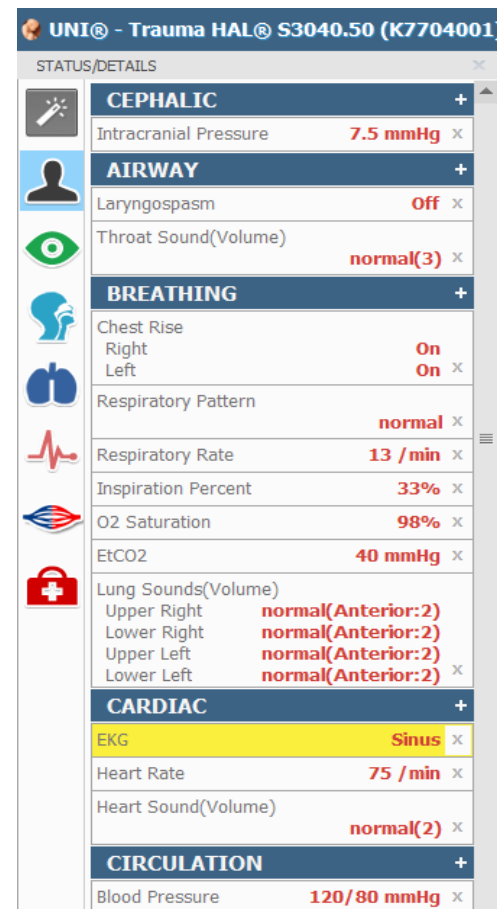 UNI® - Trauma HAL® S3040.50 (K7704001)
STATUS/DETAILS x
CEPHALIC +
Intracranial Pressure 7.5 mmHg x
AIRWAY +
Laryngospasm Off x
Throat Sound(Volume)
normal(3) x
BREATHING +
Chest Rise
Right On
Left On x
Respiratory Pattern
normal x
Respiratory Rate 13 /min x
Inspiration Percent 33% x
O2 Saturation 98% x
EtCO2 40 mmHg x
Lung Sounds(Volume)
Upper Right normal(Anterior:2)
Lower Right normal(Anterior:2)
Upper Left normal(Anterior:2)
Lower Left normal(Anterior:2) x
CARDIAC +
EKG Sinus x
Heart Rate 75 /min x
Heart Sound(Volume)
normal(2) x
CIRCULATION +
Blood Pressure 120/80 mmHg x